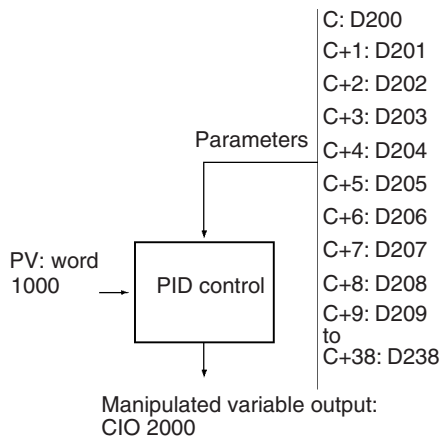 C: D200
C+1: D201
C+2: D202
C+3: D203
Parameters
C+4: D204
C+5: D205
C+6: D206
C+7: D207
PV: word
1000
PID control
C+8: D208
C+9: D209
to
C+38: D238
Manipulated variable output:
CIO 2000